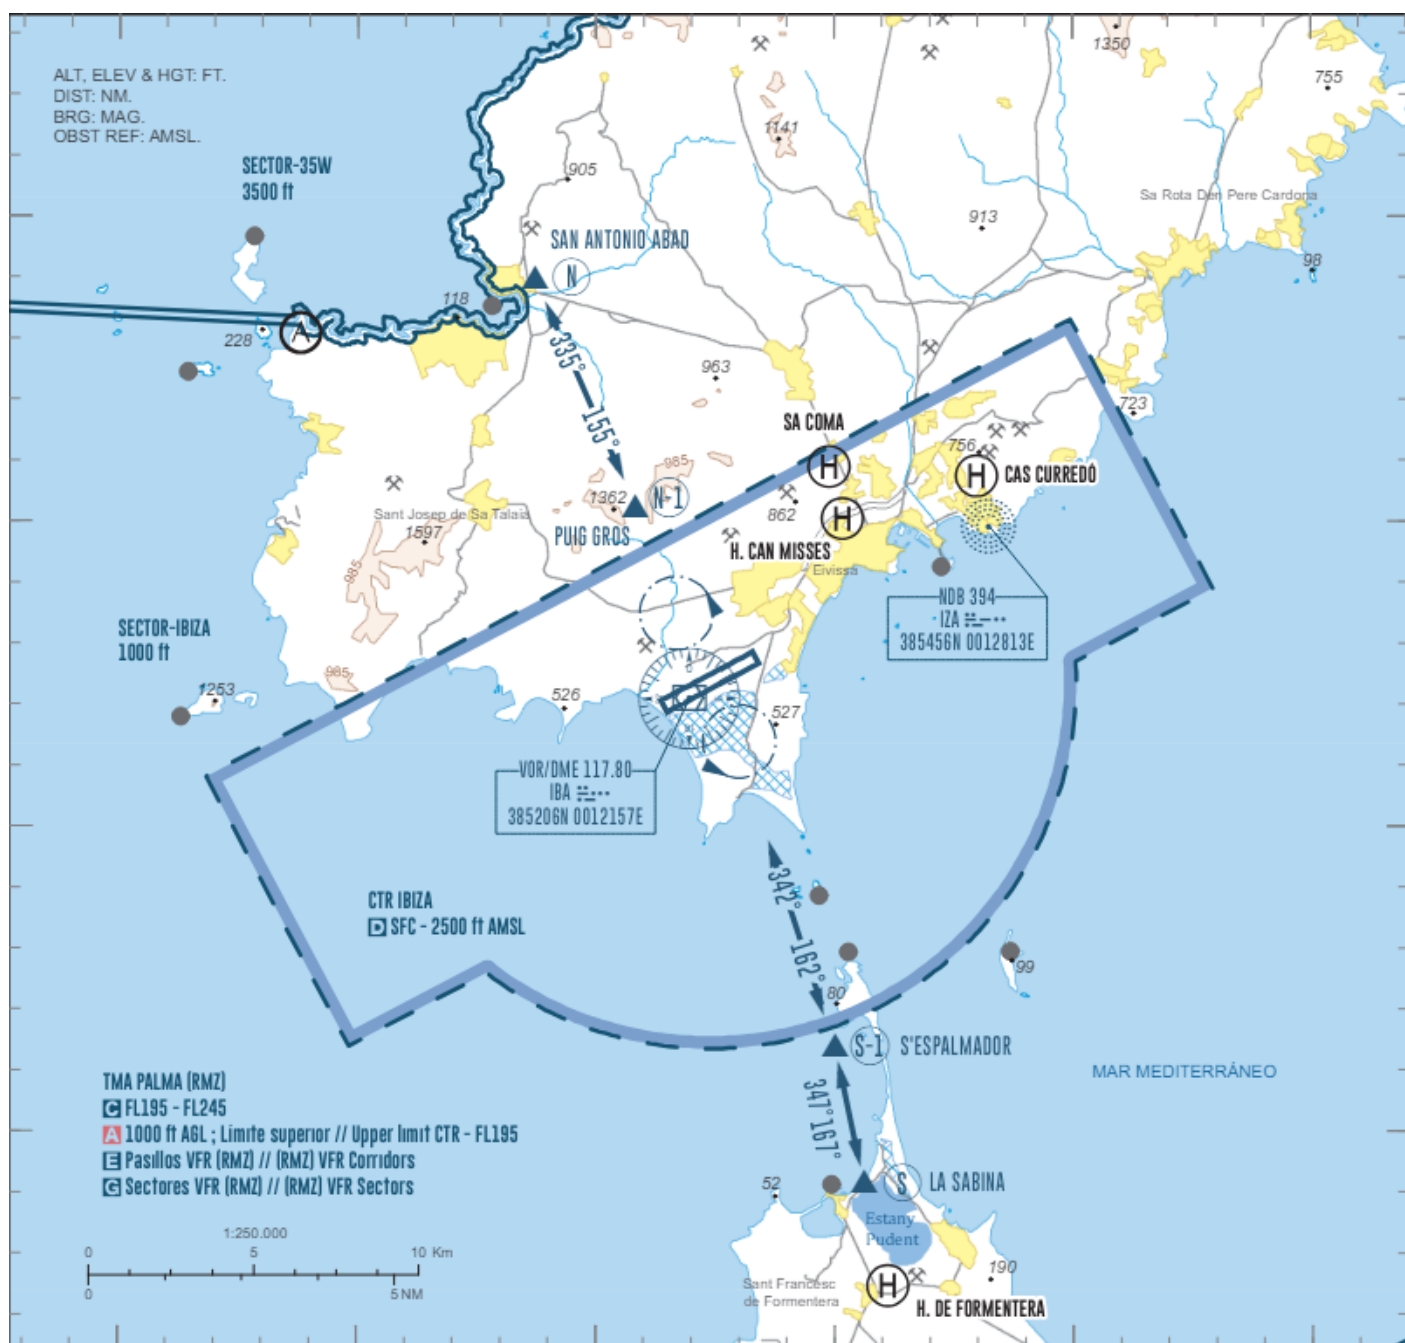 ALT, ELEV & HGT: FT.
DIST: NM.
BRG: MAG.
OBST REF: AMSL.
1350
755
1141
SECTOR-35W
3500 ft
905
Sa Rota Den Pere Cardona
913
SAN ANTONIO ABAD
N
98
118
228
A
335°
155°
963
723
SA COMA
H
756
H
CAS CURREDÓ
985
1362
N-1
862
H
Sant Josep de Sa Talaia
1597
PUIG GROS
H. CAN MISSES
Eivissa
985
NDB 394
IZA
385456N 0012813E
SECTOR-IBIZA
1000 ft
985
1253
526
527
VOR/DME 117.80
IBA
385206N 0012157E
342°
162°
CTR IBIZA
D SFC - 2500 ft AMSL
99
80
S-1 S'ESPALMADOR
TMA PALMA (RMZ)
C FL195 - FL245
A 1000 ft AGL ; Límite superior // Upper limit CTR - FL195
E Pasillos VFR (RMZ) // (RMZ) VFR Corridors
G Sectores VFR (RMZ) // (RMZ) VFR Sectors
MAR MEDITERRÁNEO
347°
167°
52
S LA SABINA
Estany
Pudent
1:250.000
0 5 10 Km
0 5 NM
190
Sant Francesc
de Formentera
H
H. DE FORMENTERA